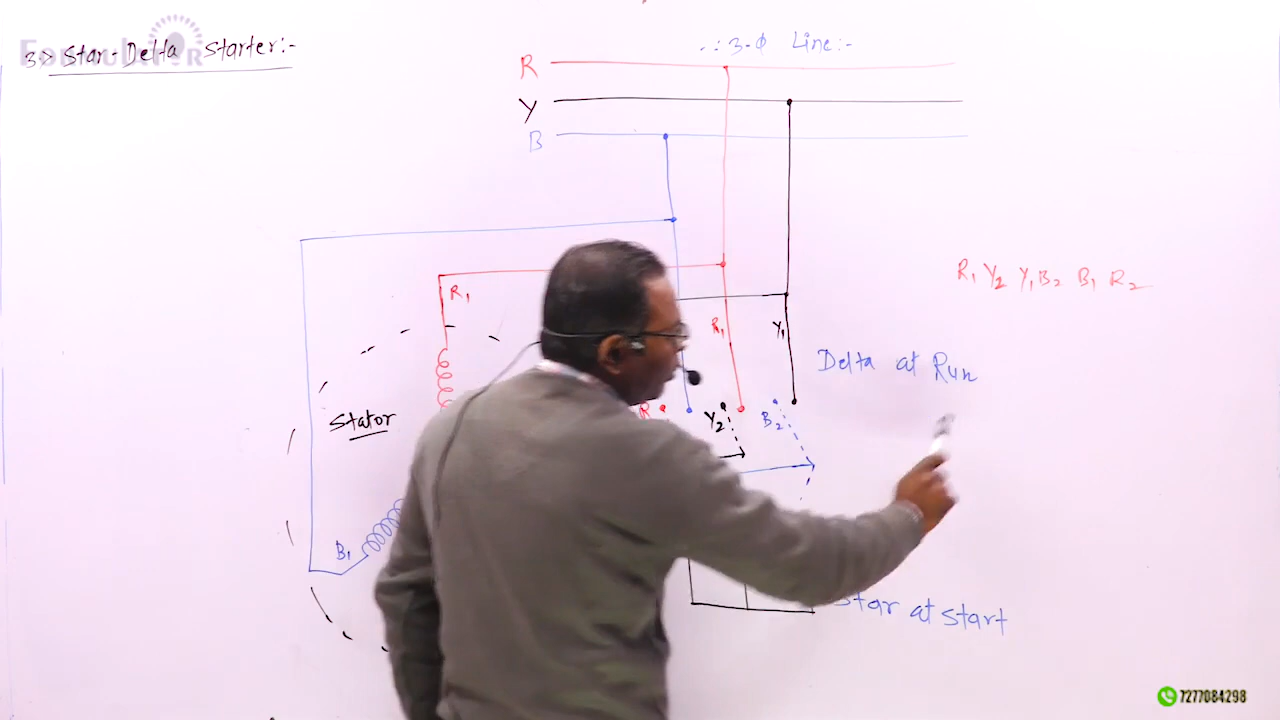 3.> Star-Delta Starter:-
3-Φ Line:-
R
Y
B
R1 Y2 Y1 B2 B1 R2
R1
R1
Y1
Delta at Run
Stator
R
Y2
B2
B1
Star at Start
7277084298